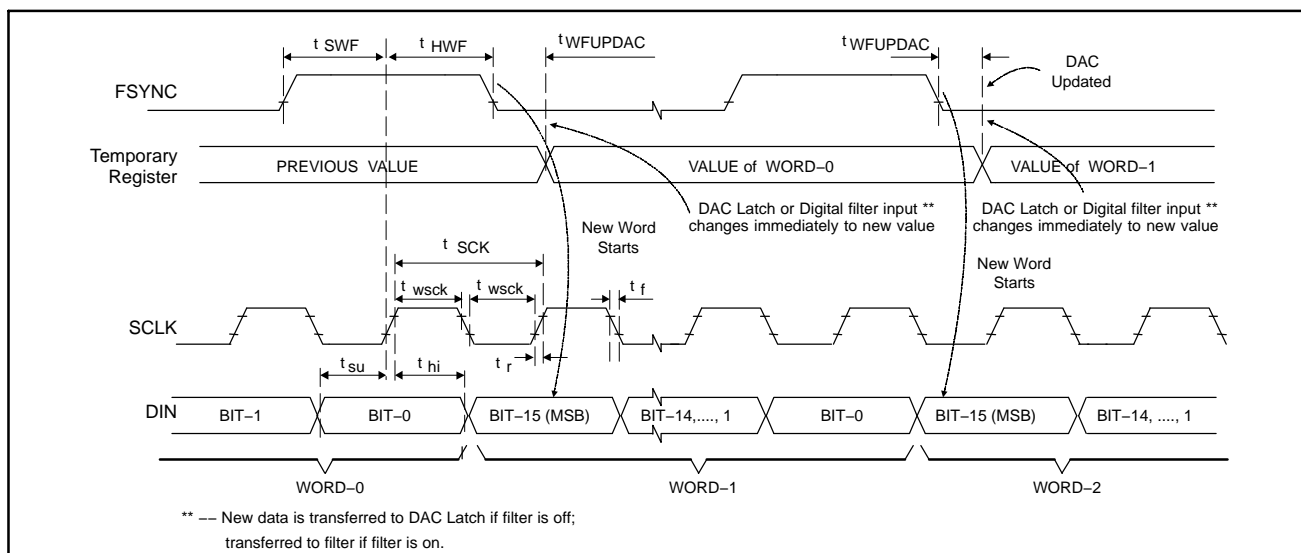 t SWF
t HWF
t WFUPDAC
t WFUPDAC
DAC
Updated
FSYNC
Temporary
Register
PREVIOUS VALUE
VALUE of WORD−0
VALUE of WORD−1
DAC Latch or Digital filter input **
changes immediately to new value
DAC Latch or Digital filter input **
changes immediately to new value
New Word
Starts
New Word
Starts
t SCK
t wsck
t wsck
t f
SCLK
t su
t hi
t r
DIN
BIT−1
BIT−0
BIT−15 (MSB)
BIT−14,...., 1
BIT−0
BIT−15 (MSB)
BIT−14, ...., 1
WORD−0
WORD−1
WORD−2
** −− New data is transferred to DAC Latch if filter is off;
transferred to filter if filter is on.